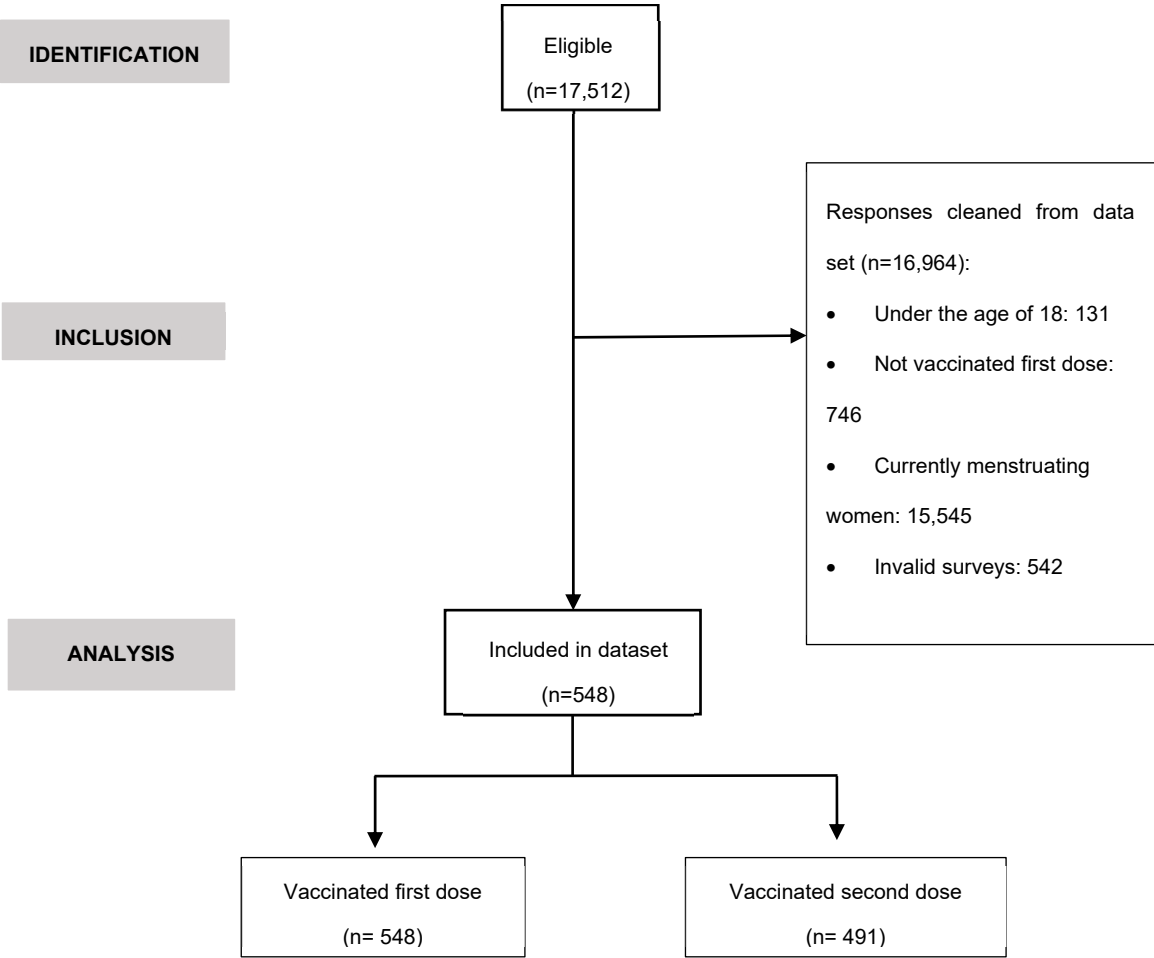 IDENTIFICATION
Eligible
(n=17,512)
Responses cleaned from data
set (n=16,964):
• Under the age of 18: 131
• Not vaccinated first dose:
746
• Currently menstruating
women: 15,545
• Invalid surveys: 542
INCLUSION
ANALYSIS
Included in dataset
(n=548)
Vaccinated first dose
(n= 548)
Vaccinated second dose
(n= 491)